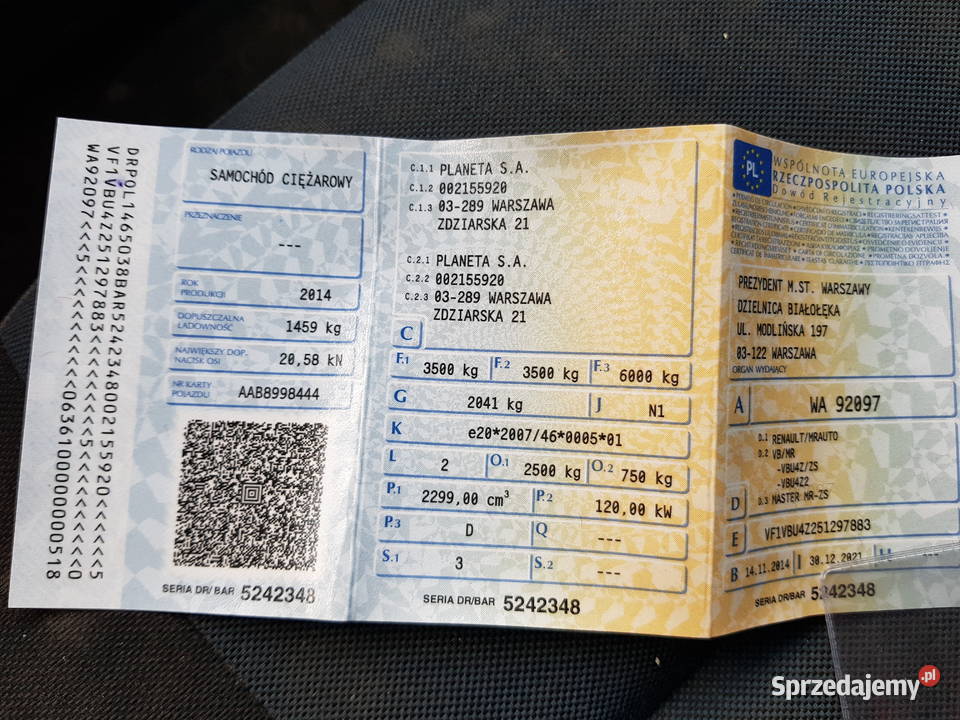 DRPOL1465038BAR5242348002155920<<<<<5
RODZAJ POJAZDU
SAMOCHÓD CIĘŻAROWY
PRZEZNACZENIE
---
ROK PRODUKCJI
2014
DOPUSZCZALNA ŁADOWNOŚĆ
1459 kg
NAJWIĘKSZY DOP. NACISK OSI
20,58 kN
NR KARTY POJAZDU
AAB8998444
SERIA DR/BAR 5242348
C.1.1 PLANETA S.A.
C.1.2 002155920
C.1.3 03-289 WARSZAWA
ZDZIARSKA 21
C.2.1 PLANETA S.A.
C.2.2 002155920
C.2.3 03-289 WARSZAWA
ZDZIARSKA 21
C
F.1 3500 kg F.2 3500 kg F.3 6000 kg
G 2041 kg J N1
K e20*2007/46*0005*01
L 2 O.1 2500 kg O.2 750 kg
P.1 2299,00 cm³ P.2 120,00 kW
P.3 D Q ---
S.1 3 S.2 ---
SERIA DR/BAR 5242348
PL
WSPÓLNOTA EUROPEJSKA
RZECZPOSPOLITA POLSKA
Dowód Rejestracyjny
PREZYDENT M.ST. WARSZAWY
DZIELNICA BIAŁOŁĘKA
UL. MODLIŃSKA 197
03-122 WARSZAWA
ORGAN WYDAJĄCY
A WA 92097
D.1 RENAULT/MRAUTO
D.2 VB/MR
-VBU4Z/ZS
-VBU4Z2
D D.3 MASTER MR-ZS
E VF1VBU4Z251297883
B 14.11.2014 I 30.12.2021 H ---
SERIA DR/BAR 5242348
Sprzedajemy.pl